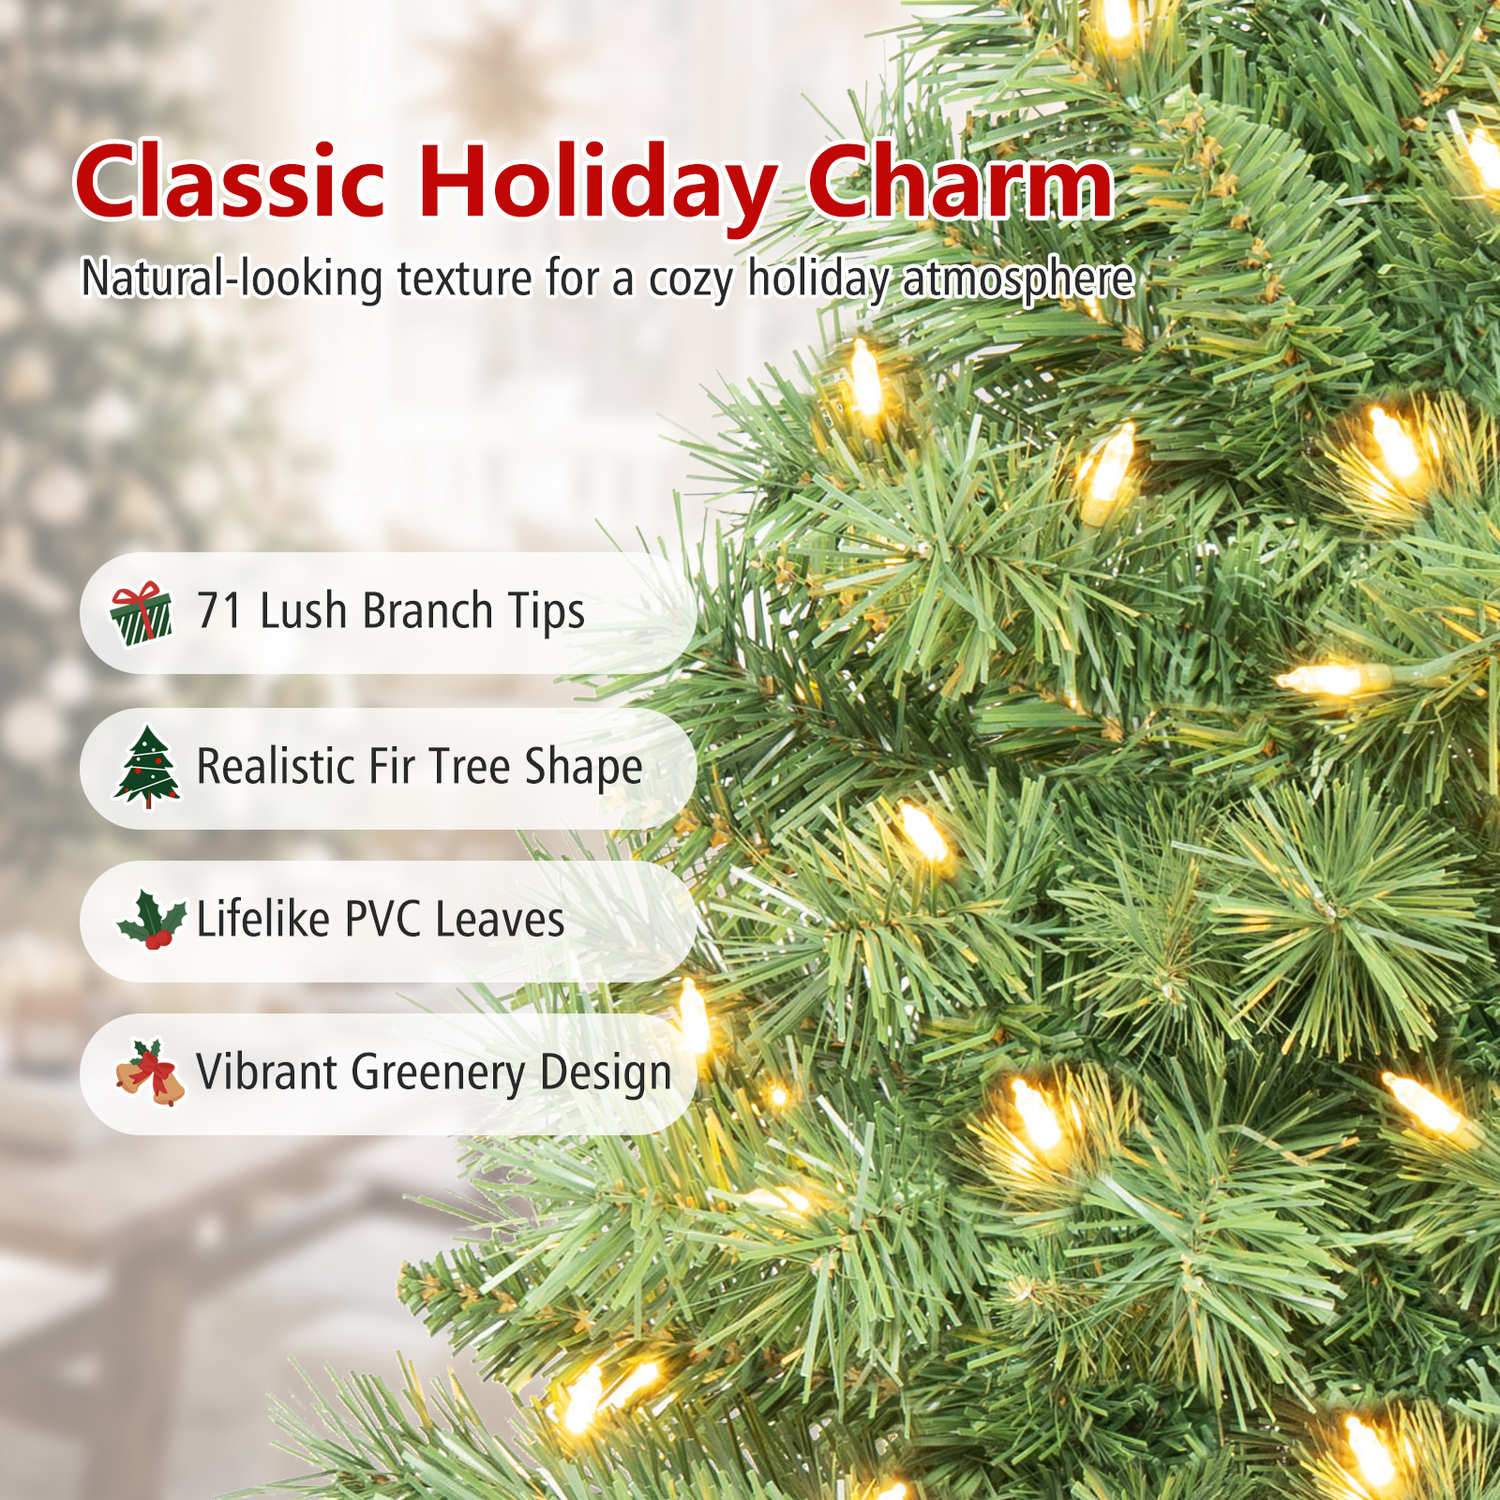 Classic Holiday Charm
Natural-looking texture for a cozy holiday atmosphere
71 Lush Branch Tips
Realistic Fir Tree Shape
Lifelike PVC Leaves
Vibrant Greenery Design